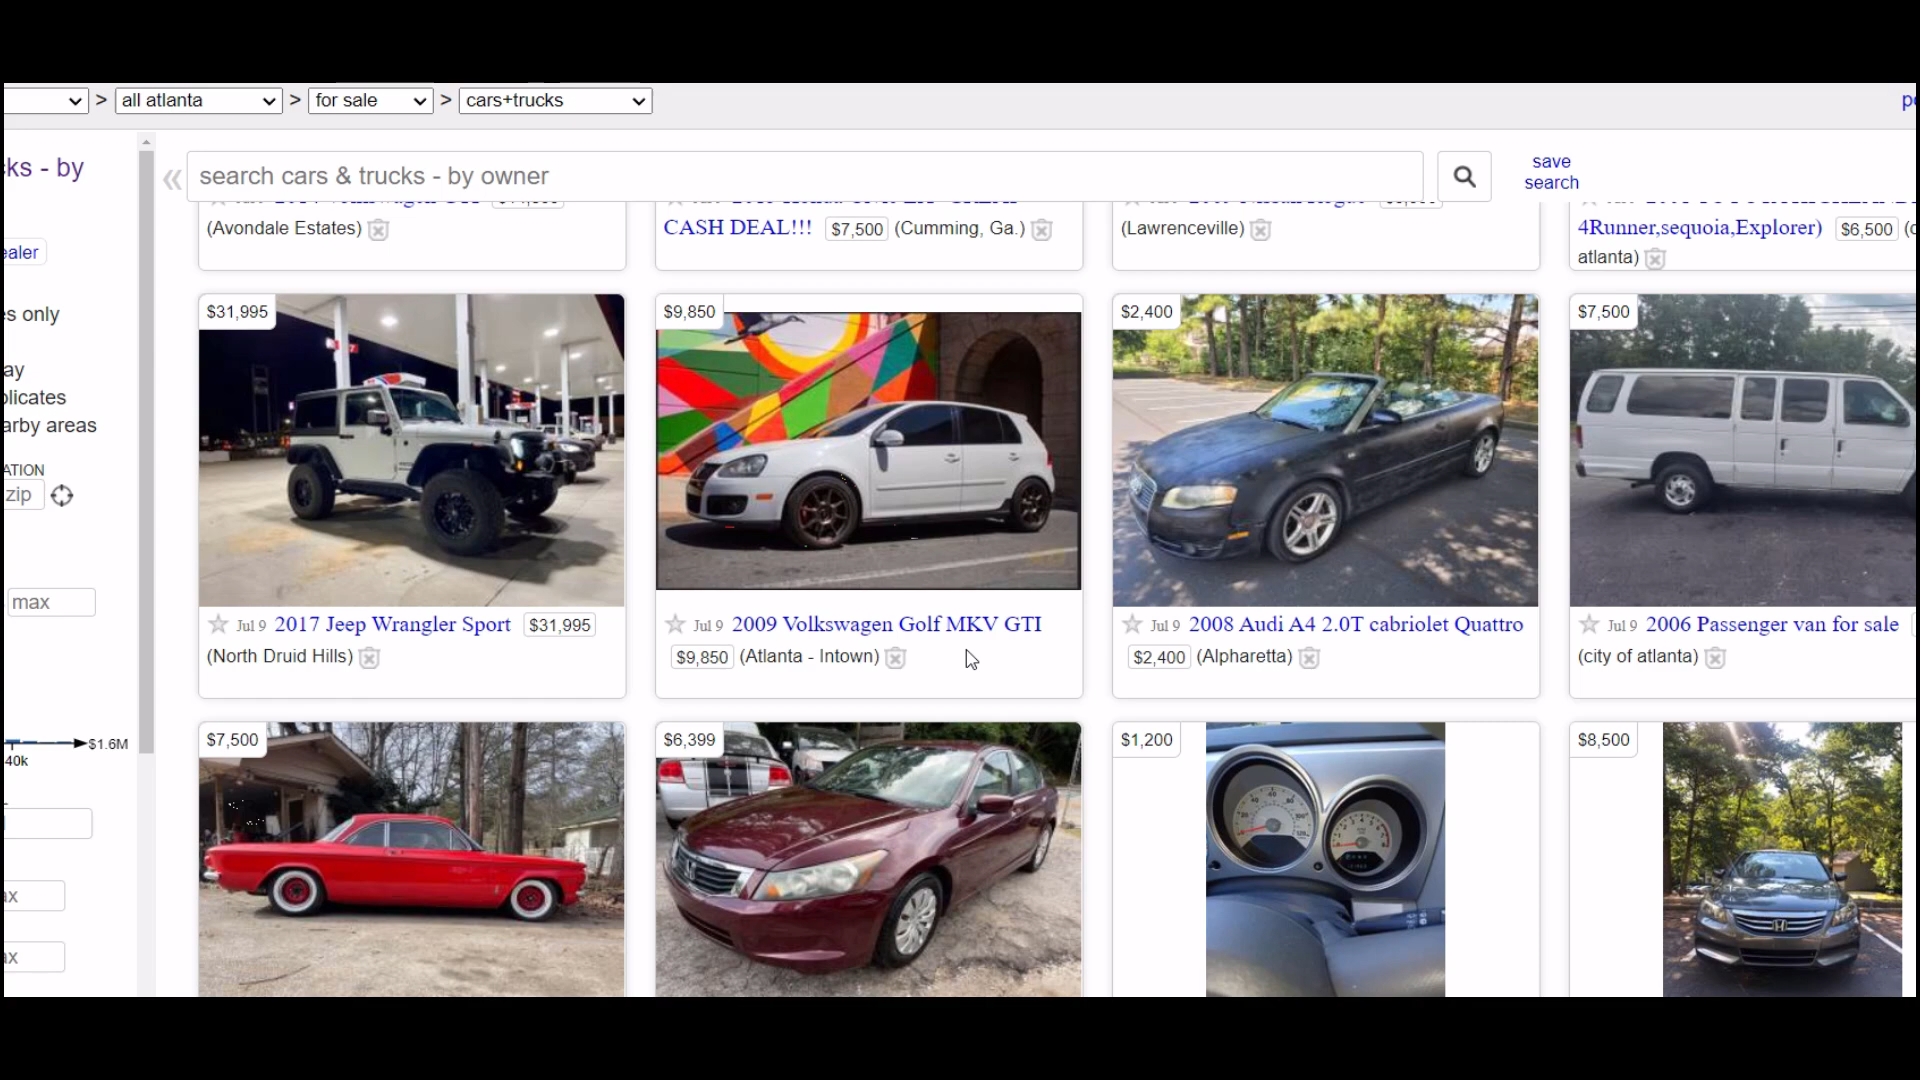 > all atlanta > for sale > cars+trucks
cks - by
search cars & trucks - by owner
save
search
(Avondale Estates)
CASH DEAL!!! $7,500 (Cumming, Ga.)
(Lawrenceville)
4Runner,sequoia,Explorer) $6,500
atlanta)
ealer
es only
ay
plicates
arby areas
ATION
zip
max
$1.6M
40k
$31,995
2017 Jeep Wrangler Sport $31,995
Jul 9
(North Druid Hills)
$9,850
Jul 9 2009 Volkswagen Golf MKV GTI
$9,850 (Atlanta - Intown)
$2,400
Jul 9 2008 Audi A4 2.0T cabriolet Quattro
$2,400 (Alpharetta)
$7,500
Jul 9 2006 Passenger van for sale
(city of atlanta)
$7,500
$6,399
$1,200
$8,500